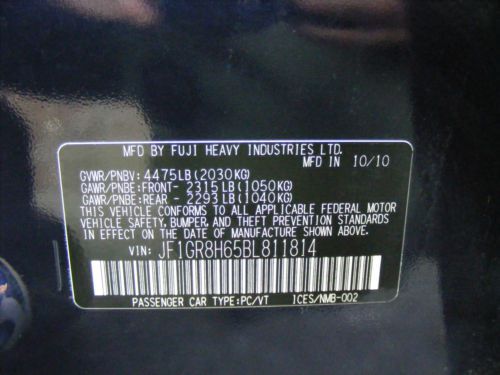 MFD BY FUJI HEAVY INDUSTRIES LTD.
MFD IN 10/10
GVWR/PNBV: 4475LB(2030KG)
GAWR/PNBE:FRONT- 2315LB(1050KG)
GAWR/PNBE:REAR - 2293LB(1040KG)
THIS VEHICLE CONFORMS TO ALL APPLICABLE FEDERAL MOTOR
VEHICLE SAFETY, BUMPER, AND THEFT PREVENTION STANDARDS
IN EFFECT ON THE DATE OF MANUFACTURE SHOWN ABOVE.
VIN: JF1GR8H65BL811814
PASSENGER CAR TYPE:PC/VT ICES/NMB-002